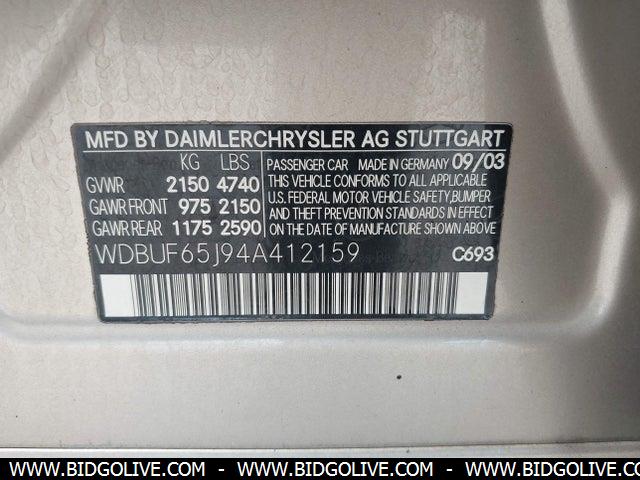 MFD BY DAIMLERCHRYSLER AG STUTTGART
KG LBS
GVWR 2150 4740
GAWR FRONT 975 2150
GAWR REAR 1175 2590
PASSENGER CAR MADE IN GERMANY 09/03
THIS VEHICLE CONFORMS TO ALL APPLICABLE
U.S. FEDERAL MOTOR VEHICLE SAFETY, BUMPER
AND THEFT PREVENTION STANDARDS IN EFFECT
ON THE DATE OF MANUFACTURE SHOWN ABOVE.
WDBUF65J94A412159 C693
WWW.BIDGOLIVE.COM - WWW.BIDGOLIVE.COM - WWW.BIDGOLIVE.COM